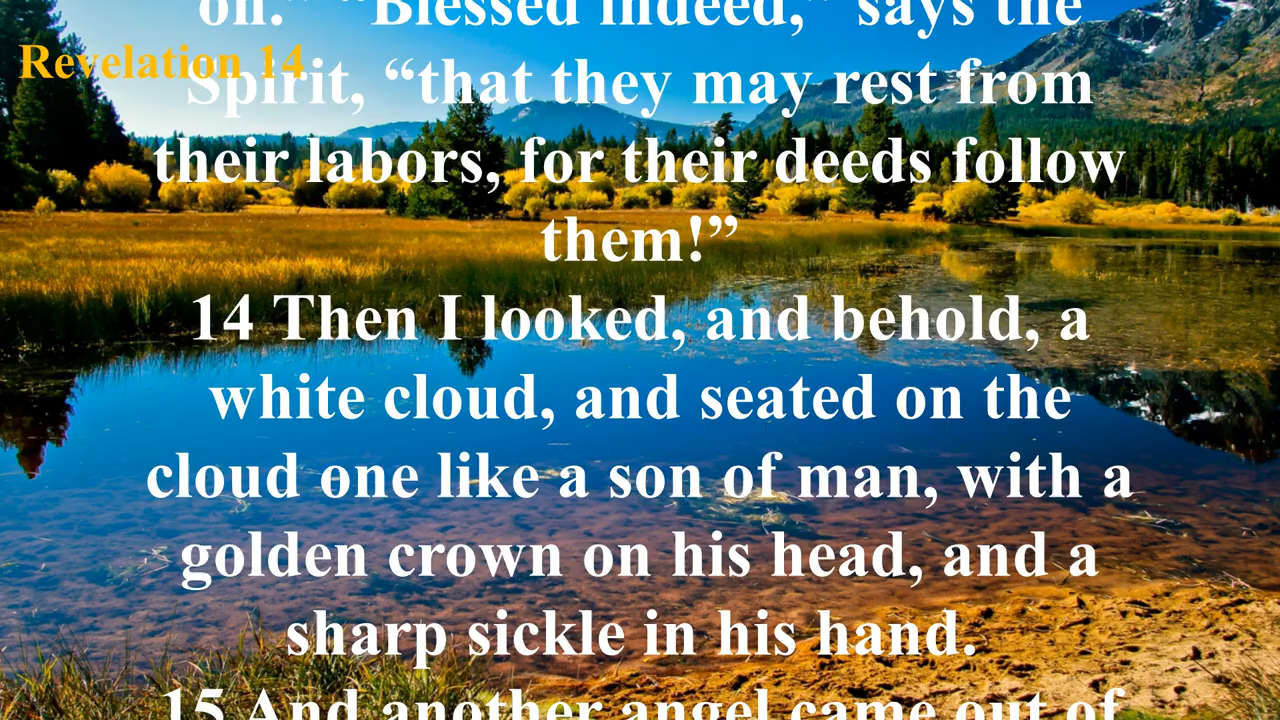 on.” “Blessed indeed,” says the
Revelation 14
Spirit, “that they may rest from
their labors, for their deeds follow
them!”
14 Then I looked, and behold, a
white cloud, and seated on the
cloud one like a son of man, with a
golden crown on his head, and a
sharp sickle in his hand.
15 And another angel came out of